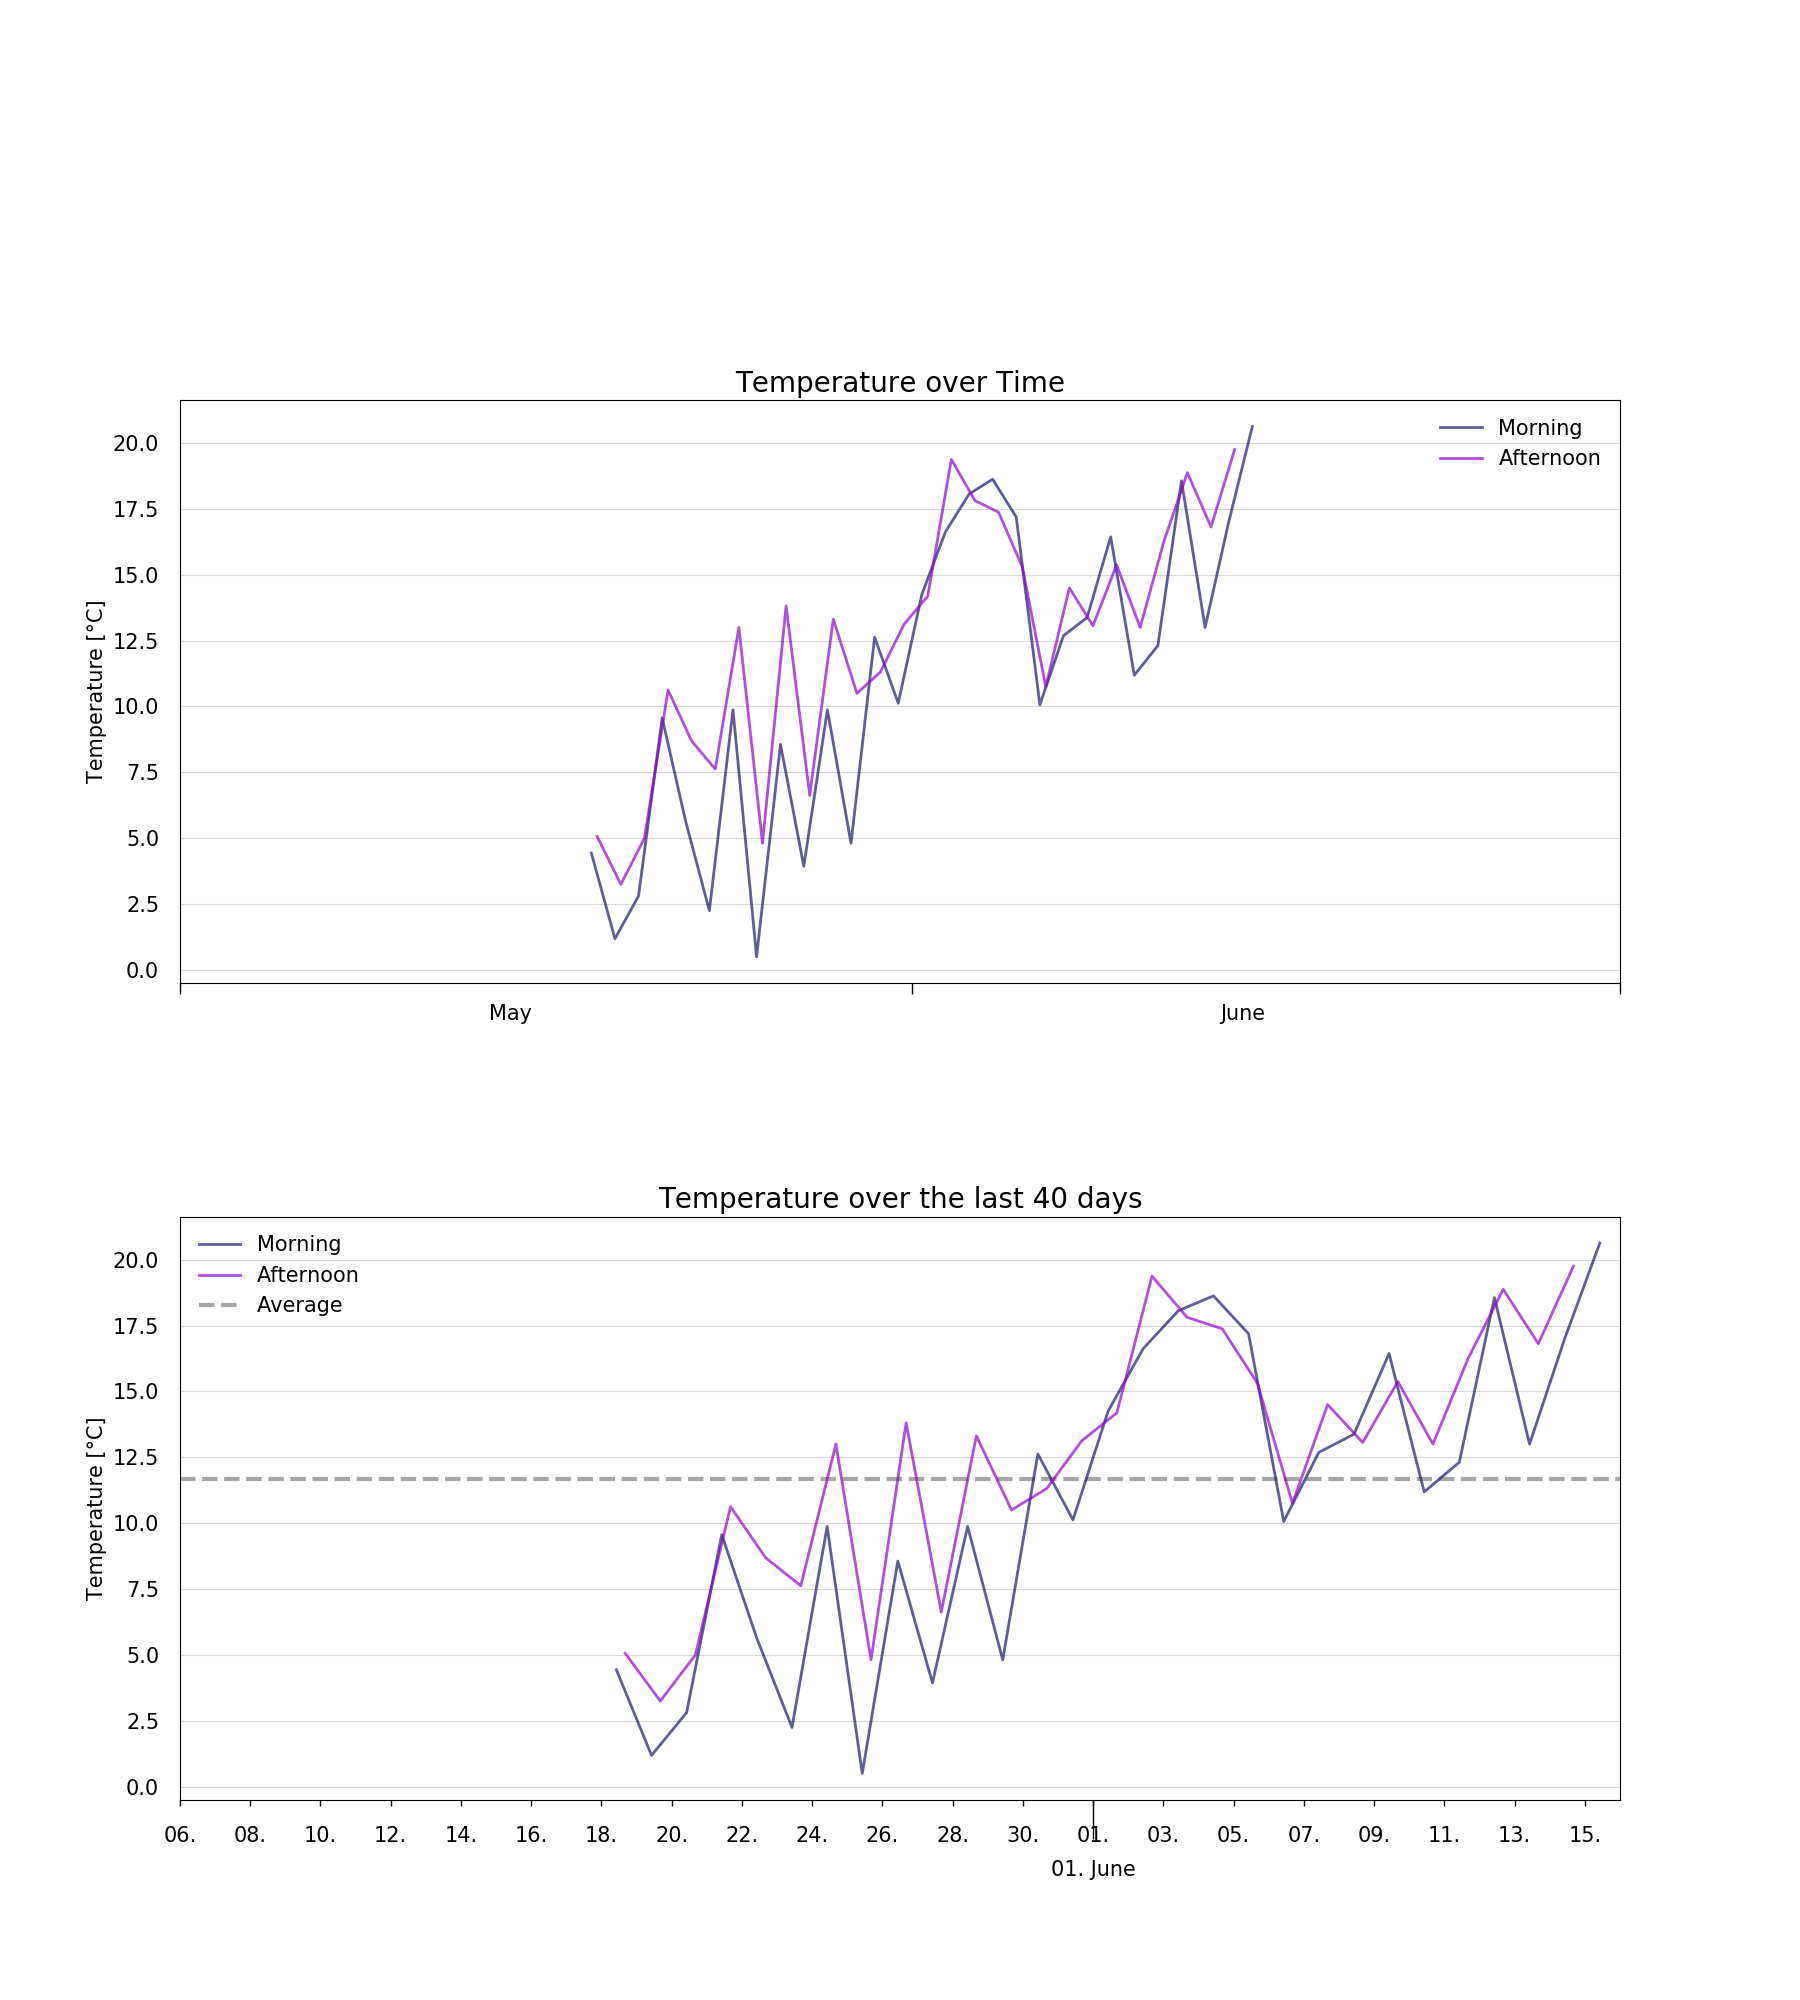 Temperature over Time
Temperature [°C]
20.0
17.5
15.0
12.5
10.0
7.5
5.0
2.5
0.0
Morning
Afternoon
May June
Temperature over the last 40 days
Temperature [°C]
20.0
17.5
15.0
12.5
10.0
7.5
5.0
2.5
0.0
Morning
Afternoon
Average
06. 08. 10. 12. 14. 16. 18. 20. 22. 24. 26. 28. 30. 01. 03. 05. 07. 09. 11. 13. 15.
01. June